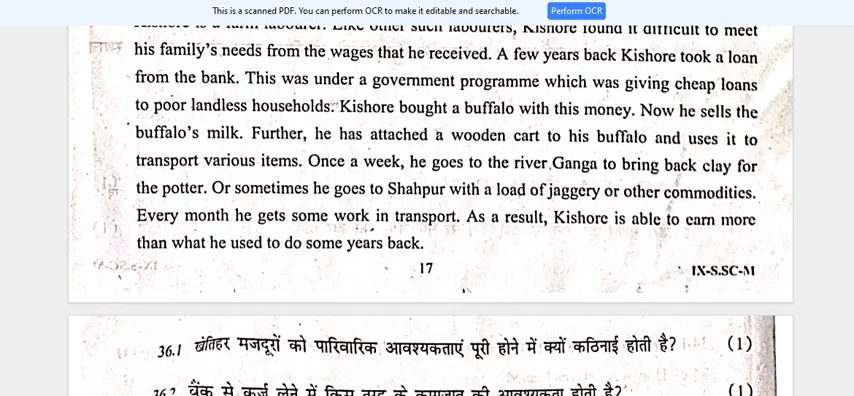 This is a scanned PDF. You can perform OCR to make it editable and searchable. Perform OCR
Kishore is a farm labourer. Like other such labourers, Kishore found it difficult to meet
his family's needs from the wages that he received. A few years back Kishore took a loan
from the bank. This was under a government programme which was giving cheap loans
to poor landless households. Kishore bought a buffalo with this money. Now he sells the
buffalo's milk. Further, he has attached a wooden cart to his buffalo and uses it to
transport various items. Once a week, he goes to the river Ganga to bring back clay for
the potter. Or sometimes he goes to Shahpur with a load of jaggery or other commodities.
Every month he gets some work in transport. As a result, Kishore is able to earn more
than what he used to do some years back.
17 IX-S.SC-M
36.1 खेतिहर मजदूरों को पारिवारिक आवश्यकताएं पूरी होने में क्यों कठिनाई होती है? (1)
36.2 बैंक से कर्ज लेने में किस तरह के कागजात की आवश्यकता होती है? (1)